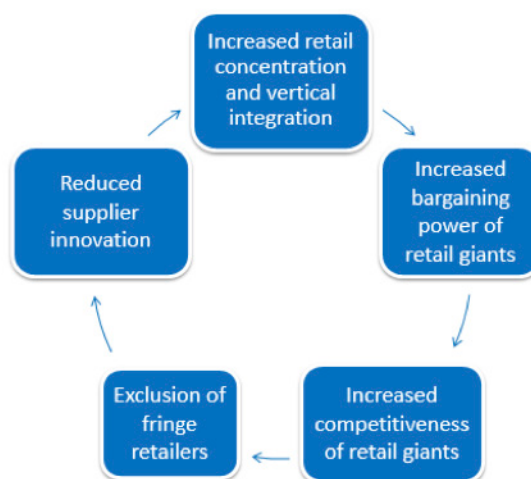 Increased retail
concentration
and vertical
integration
Increased
bargaining
power of
retail giants
Increased
competitiveness
of retail giants
Exclusion of
fringe
retailers
Reduced
supplier
innovation